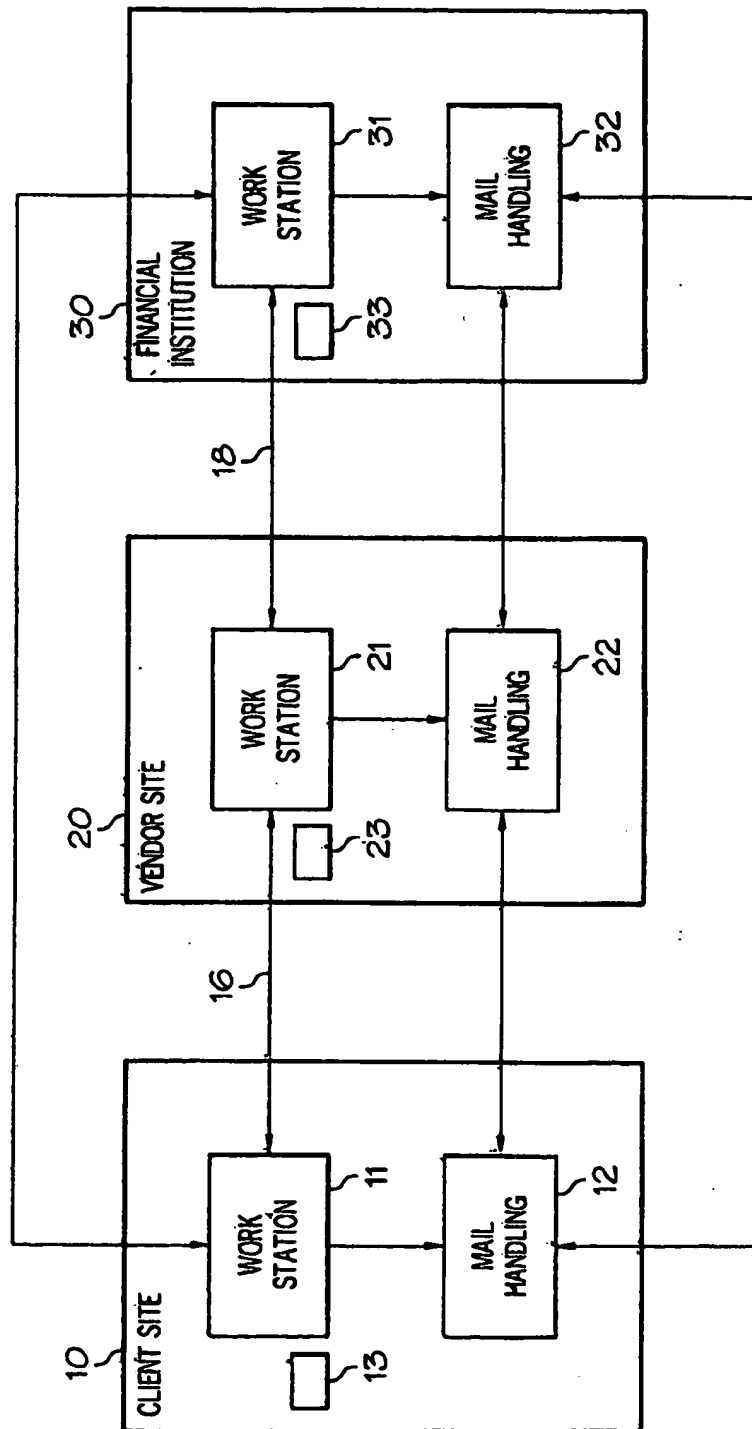 10
CLIENT SITE
13
WORK
STATION
11
MAIL
HANDLING
12
16
20
VENDOR SITE
23
WORK
STATION
21
MAIL
HANDLING
22
18
30
FINANCIAL
INSTITUTION
33
WORK
STATION
31
MAIL
HANDLING
32